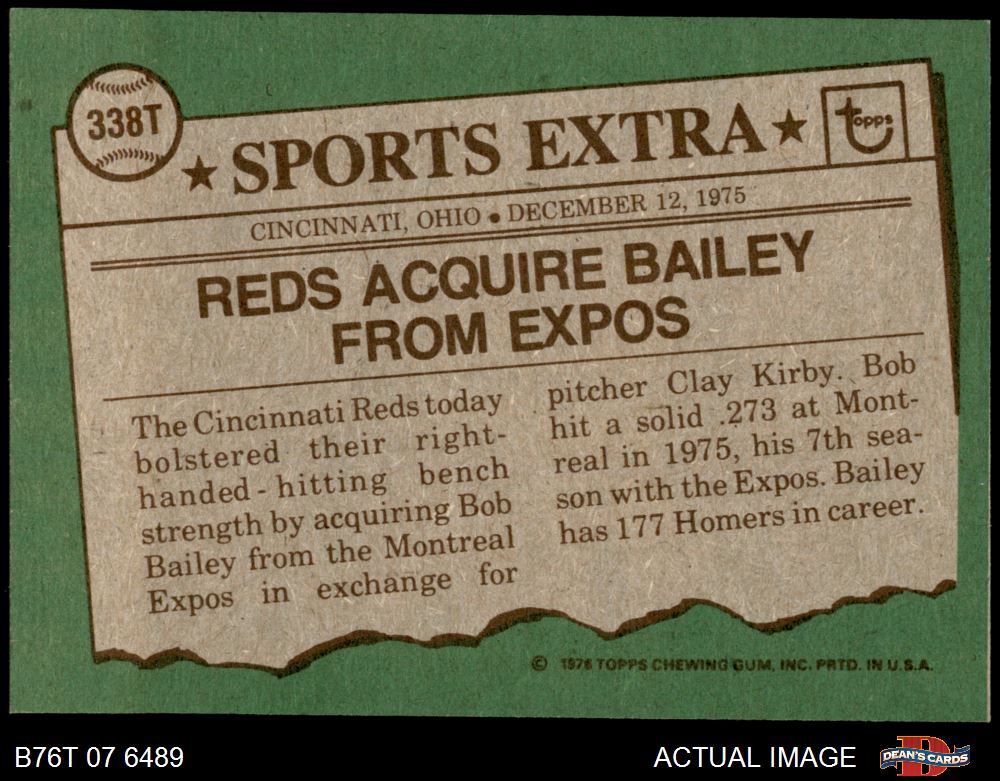 338T
★ SPORTS EXTRA ★
topps
CINCINNATI, OHIO • DECEMBER 12, 1975
REDS ACQUIRE BAILEY
FROM EXPOS
The Cincinnati Reds today
bolstered their right-
handed-hitting bench
strength by acquiring Bob
Bailey from the Montreal
Expos in exchange for
pitcher Clay Kirby. Bob
hit a solid .273 at Mont-
real in 1975, his 7th sea-
son with the Expos. Bailey
has 177 Homers in career.
© 1976 TOPPS CHEWING GUM, INC. PRTD. IN U.S.A.
B76T 07 6489
ACTUAL IMAGE
DEAN'S CARDS